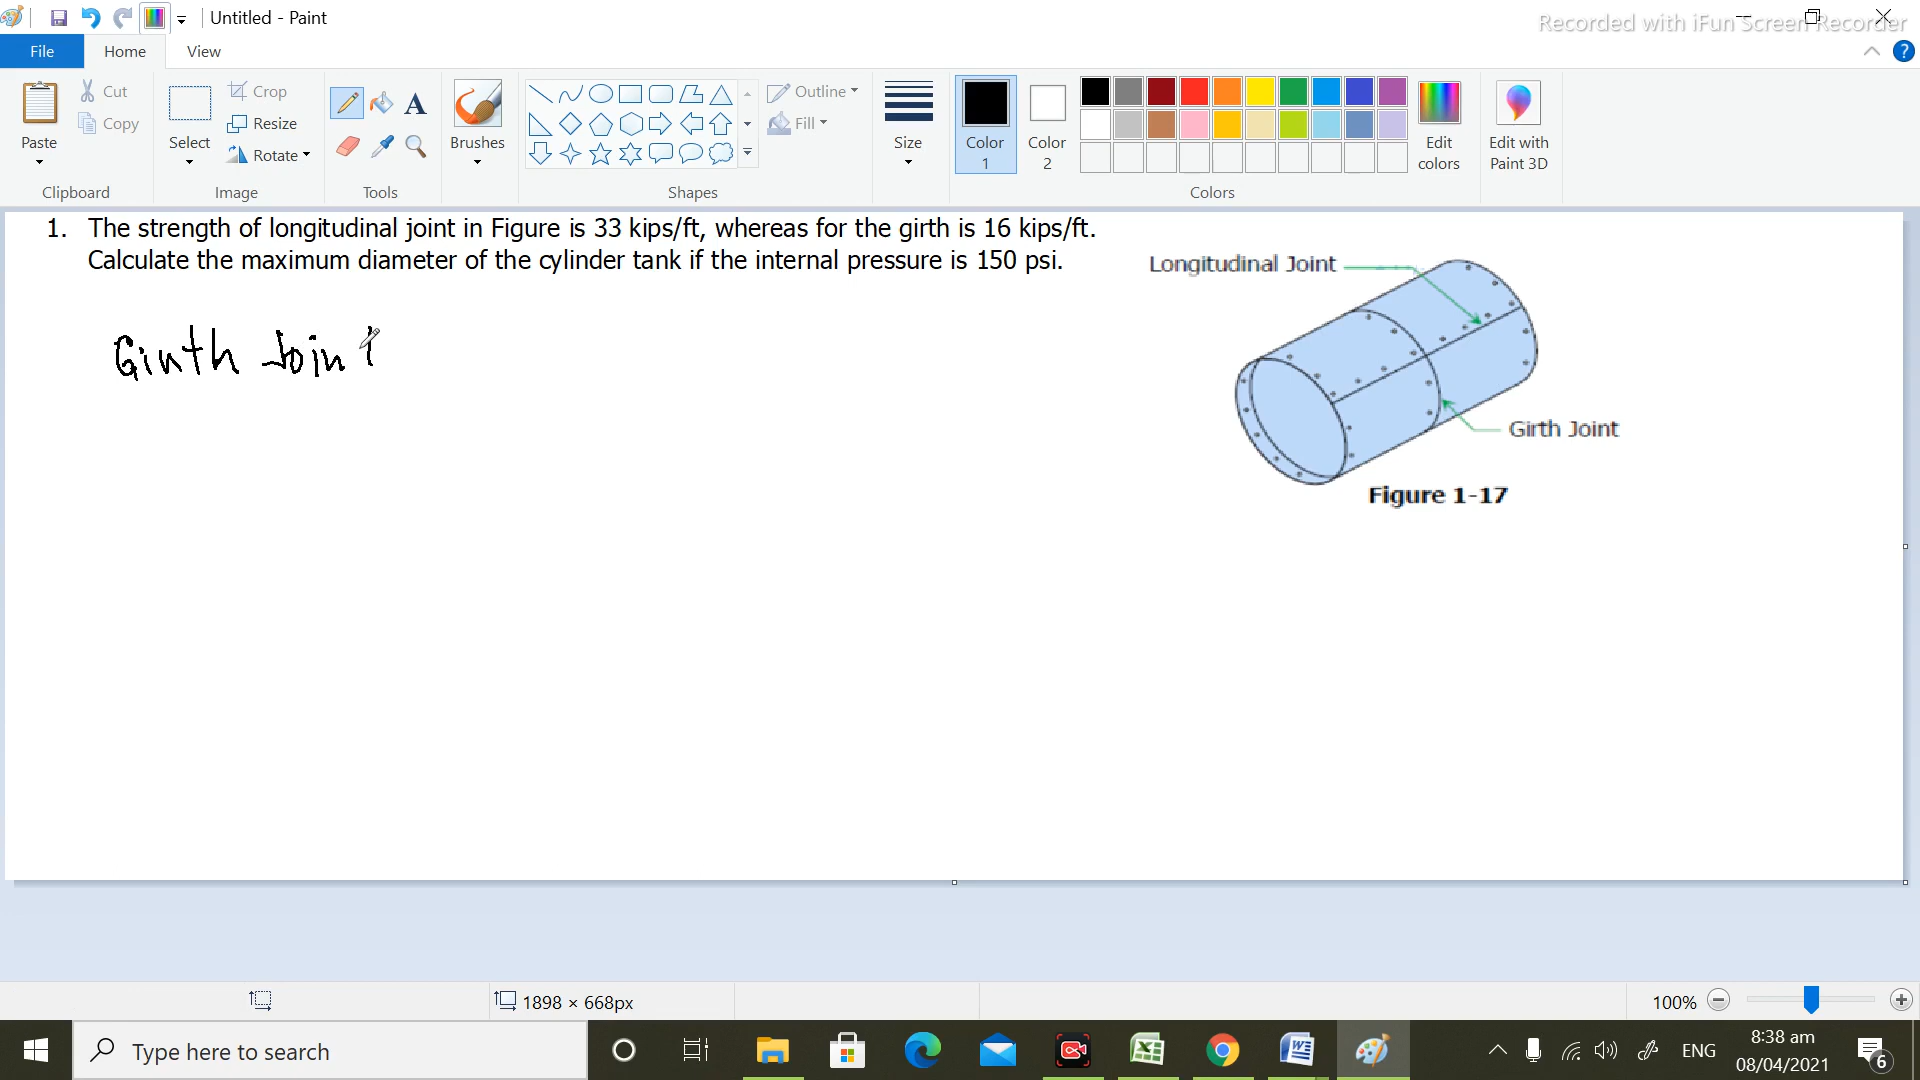 Untitled - Paint
Recorded with iFun Screen Recorder
File
Home
View
Paste
Cut
Copy
Clipboard
Select
Crop
Resize
Rotate
Image
Tools
Brushes
Shapes
Outline
Fill
Size
Color 1
Color 2
Colors
Edit colors
Edit with Paint 3D
1. The strength of longitudinal joint in Figure is 33 kips/ft, whereas for the girth is 16 kips/ft.
Calculate the maximum diameter of the cylinder tank if the internal pressure is 150 psi.
Longitudinal Joint
Girth Joint
Figure 1-17
Girth Join
1898 × 668px
100%
Type here to search
ENG
8:38 am
08/04/2021
6